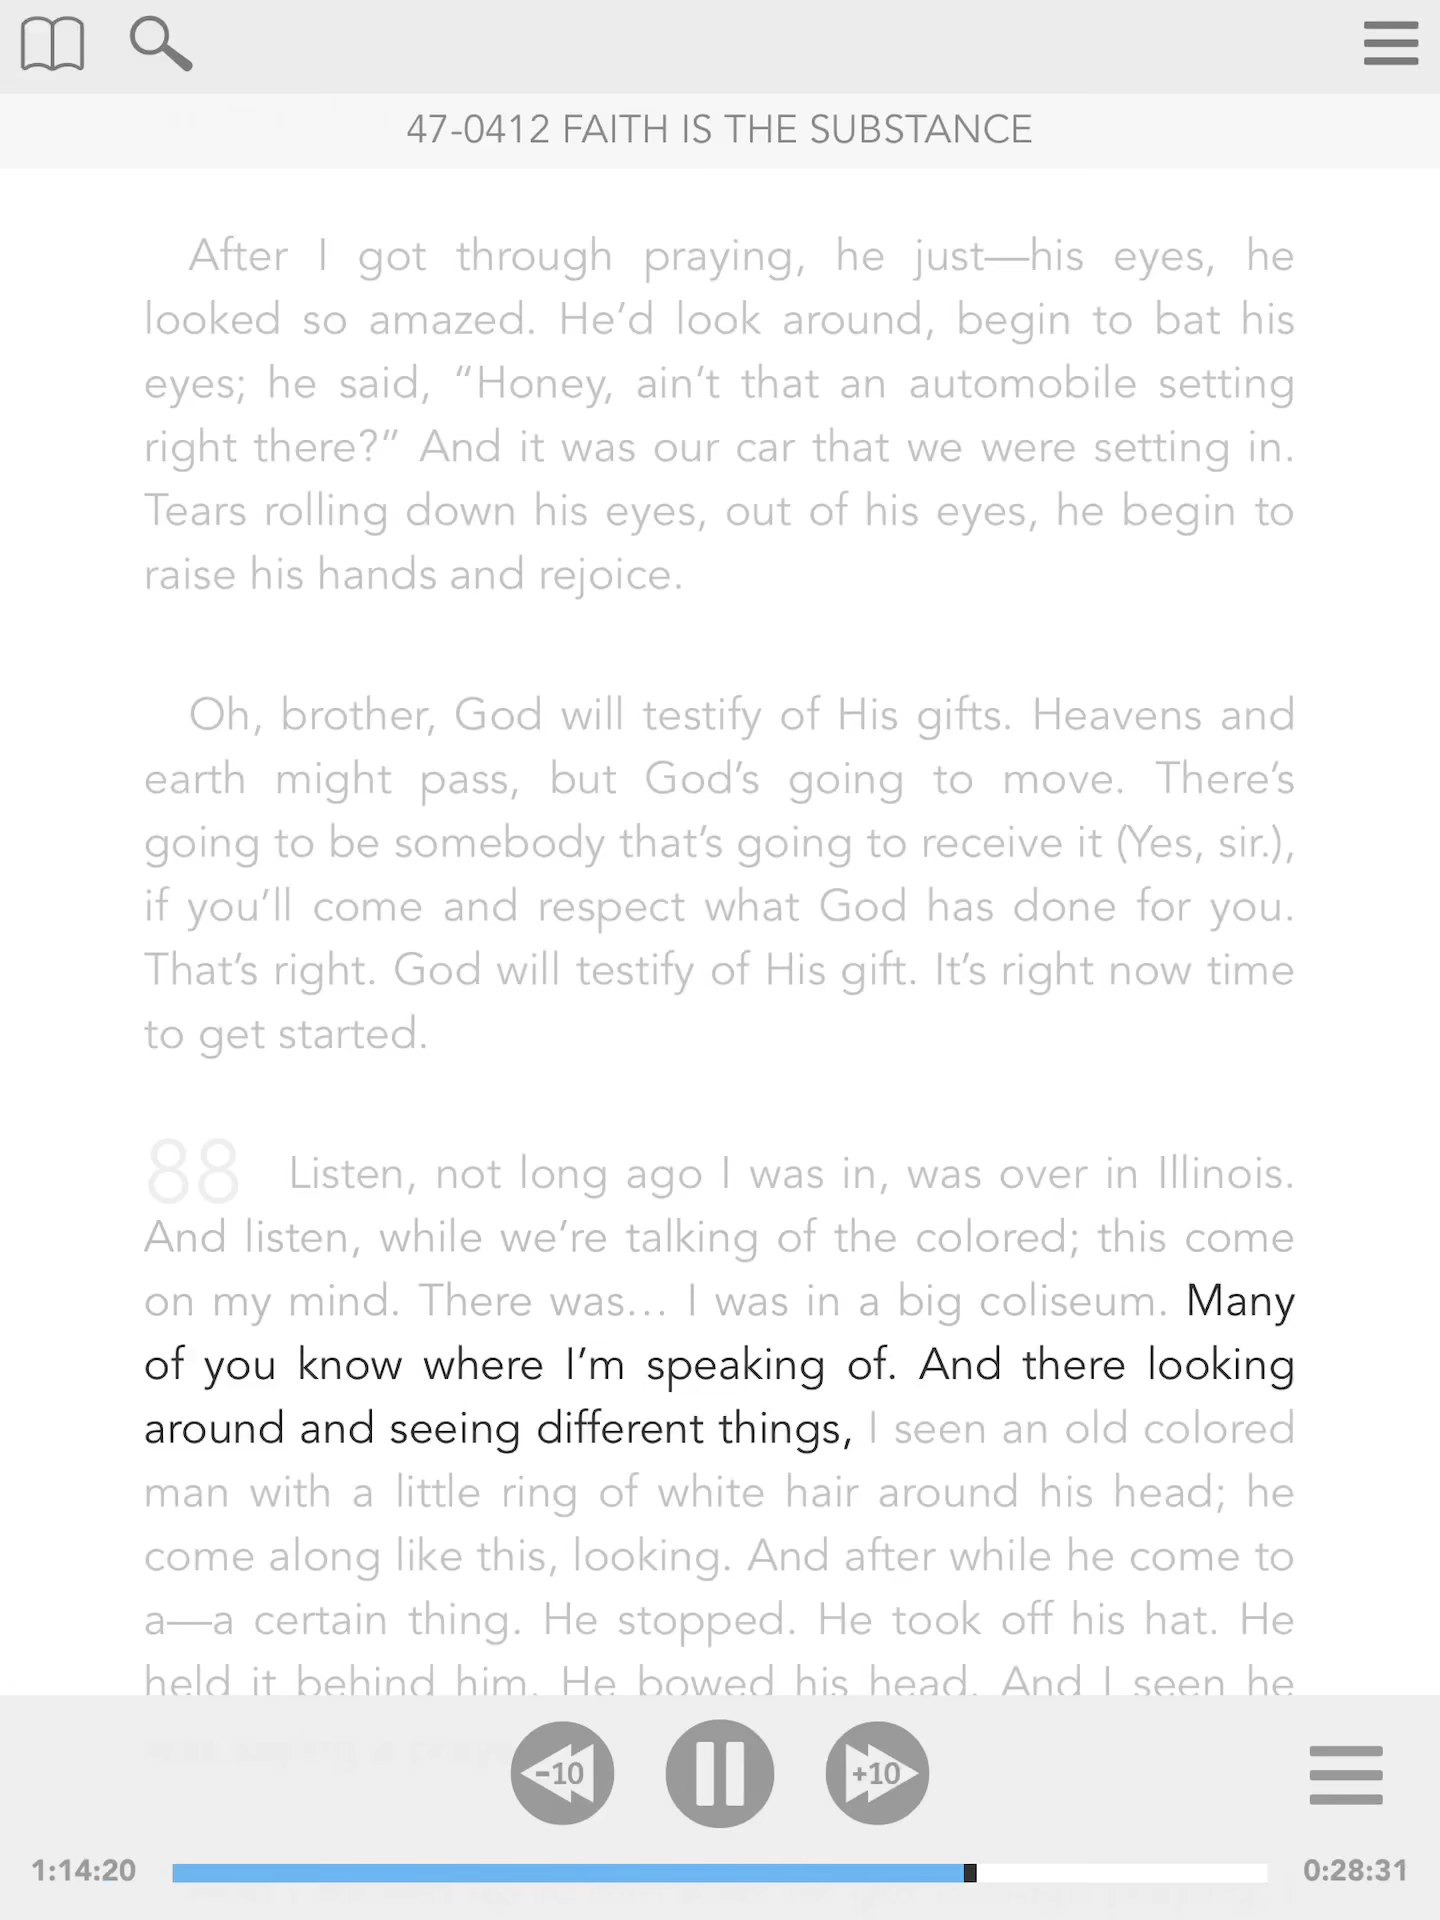 47-0412 FAITH IS THE SUBSTANCE
After I got through praying, he just—his eyes, he
looked so amazed. He’d look around, begin to bat his
eyes; he said, “Honey, ain’t that an automobile setting
right there?” And it was our car that we were setting in.
Tears rolling down his eyes, out of his eyes, he begin to
raise his hands and rejoice.
Oh, brother, God will testify of His gifts. Heavens and
earth might pass, but God’s going to move. There’s
going to be somebody that’s going to receive it (Yes, sir.),
if you’ll come and respect what God has done for you.
That’s right. God will testify of His gift. It’s right now time
to get started.
88 Listen, not long ago I was in, was over in Illinois.
And listen, while we’re talking of the colored; this come
on my mind. There was… I was in a big coliseum. Many
of you know where I’m speaking of. And there looking
around and seeing different things, I seen an old colored
man with a little ring of white hair around his head; he
come along like this, looking. And after while he come to
a—a certain thing. He stopped. He took off his hat. He
held it behind him. He bowed his head. And I seen he
-10 +10
1:14:20 0:28:31